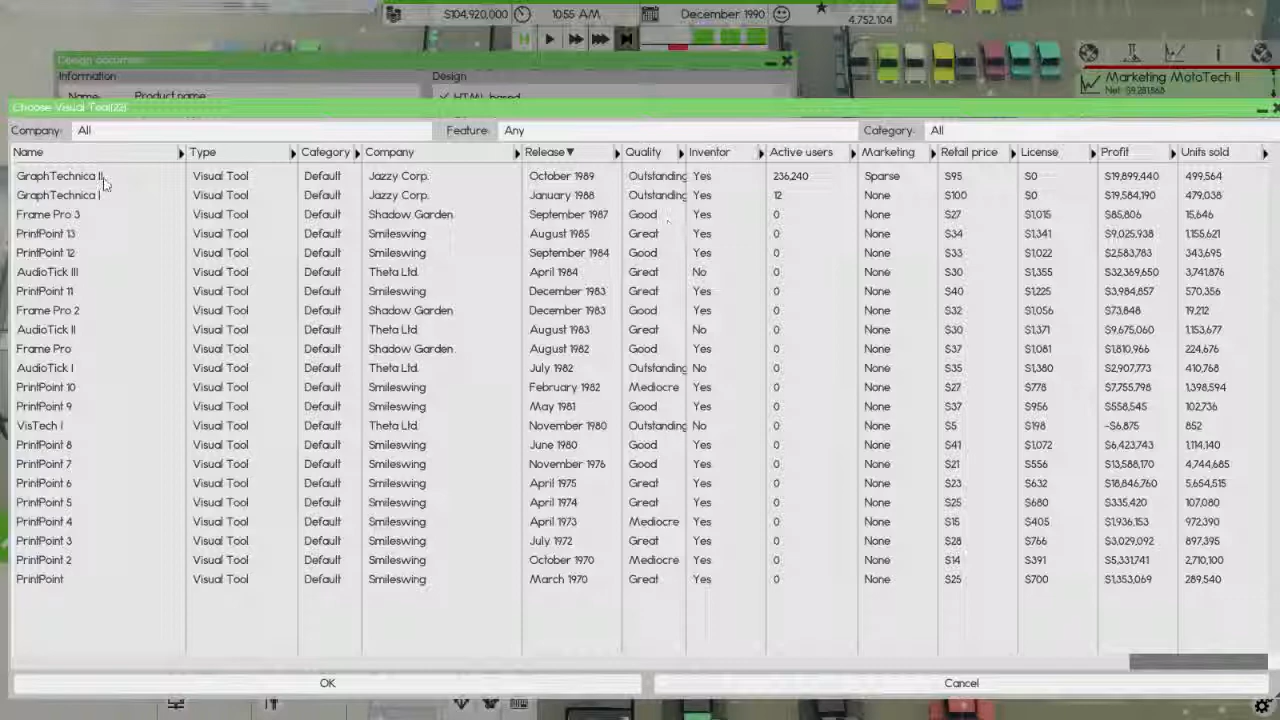 $104,920,000 10:55 AM December 1990 4,752,104
Design document
Information Design
Name: Product name HTML based
Marketing MotoTech II
Net: $9,281,868
Choose Visual Tool(22)
Company: All Feature: Any Category: All
Name Type Category Company Release▼ Quality Inventor Active users Marketing Retail price License Profit Units sold
GraphTechnica II Visual Tool Default Jazzy Corp. October 1989 Outstanding Yes 236,240 Sparse $95 $0 $19,899,440 499,564
GraphTechnica I Visual Tool Default Jazzy Corp. January 1988 Outstanding Yes 12 None $100 $0 $19,584,190 479,038
Frame Pro 3 Visual Tool Default Shadow Garden September 1987 Good Yes 0 None $27 $1,015 $85,806 15,646
PrintPoint 13 Visual Tool Default Smileswing August 1985 Great Yes 0 None $34 $1,341 $9,025,938 1,155,621
PrintPoint 12 Visual Tool Default Smileswing September 1984 Good Yes 0 None $33 $1,022 $2,583,783 343,695
AudioTick III Visual Tool Default Theta Ltd. April 1984 Great No 0 None $30 $1,355 $32,369,650 3,741,876
PrintPoint 11 Visual Tool Default Smileswing December 1983 Great Yes 0 None $40 $1,225 $3,984,857 570,356
Frame Pro 2 Visual Tool Default Shadow Garden December 1983 Good Yes 0 None $32 $1,056 $73,848 19,212
AudioTick II Visual Tool Default Theta Ltd. August 1983 Great No 0 None $30 $1,371 $9,675,060 1,153,677
Frame Pro Visual Tool Default Shadow Garden August 1982 Good Yes 0 None $37 $1,081 $1,810,966 224,676
AudioTick I Visual Tool Default Theta Ltd. July 1982 Outstanding No 0 None $35 $1,380 $2,907,773 410,768
PrintPoint 10 Visual Tool Default Smileswing February 1982 Mediocre Yes 0 None $27 $778 $7,755,798 1,398,594
PrintPoint 9 Visual Tool Default Smileswing May 1981 Good Yes 0 None $37 $956 $558,545 102,736
VisTech I Visual Tool Default Theta Ltd. November 1980 Outstanding No 0 None $5 $198 -$6,875 852
PrintPoint 8 Visual Tool Default Smileswing June 1980 Good Yes 0 None $41 $1,072 $6,423,743 1,114,140
PrintPoint 7 Visual Tool Default Smileswing November 1976 Good Yes 0 None $21 $556 $13,588,170 4,744,685
PrintPoint 6 Visual Tool Default Smileswing April 1975 Great Yes 0 None $23 $632 $18,846,760 5,654,515
PrintPoint 5 Visual Tool Default Smileswing April 1974 Great Yes 0 None $25 $680 $335,420 107,080
PrintPoint 4 Visual Tool Default Smileswing April 1973 Mediocre Yes 0 None $15 $405 $1,936,153 972,390
PrintPoint 3 Visual Tool Default Smileswing July 1972 Great Yes 0 None $28 $766 $3,029,092 897,395
PrintPoint 2 Visual Tool Default Smileswing October 1970 Mediocre Yes 0 None $14 $391 $5,331,741 2,710,100
PrintPoint Visual Tool Default Smileswing March 1970 Great Yes 0 None $25 $700 $1,353,069 289,540
OK Cancel